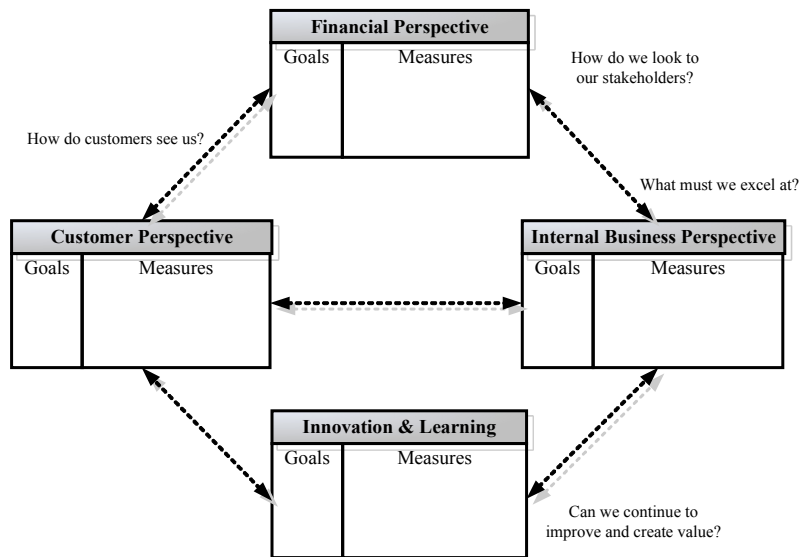 Financial Perspective
Goals Measures
How do we look to
our stakeholders?
How do customers see us?
What must we excel at?
Customer Perspective
Goals Measures
Internal Business Perspective
Goals Measures
Innovation & Learning
Goals Measures
Can we continue to
improve and create value?